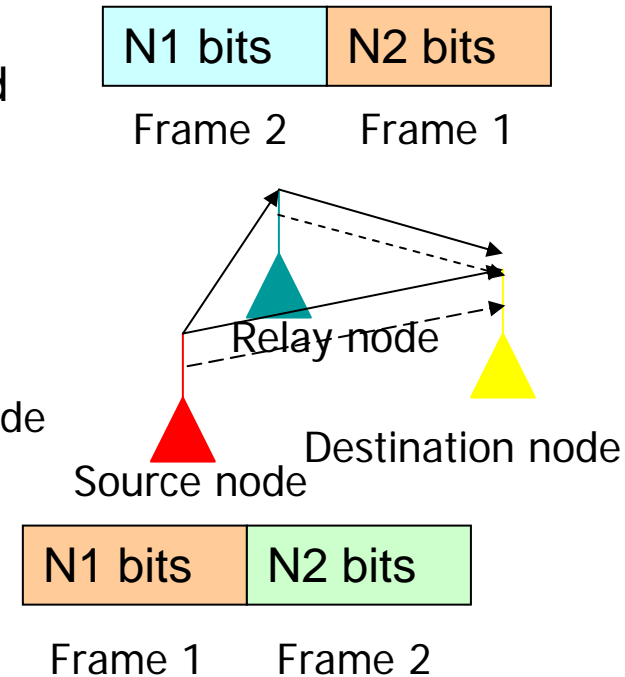 N1 bits N2 bits
Frame 2 Frame 1
Relay node
de
Destination node
Source node
N1 bits N2 bits
Frame 1 Frame 2